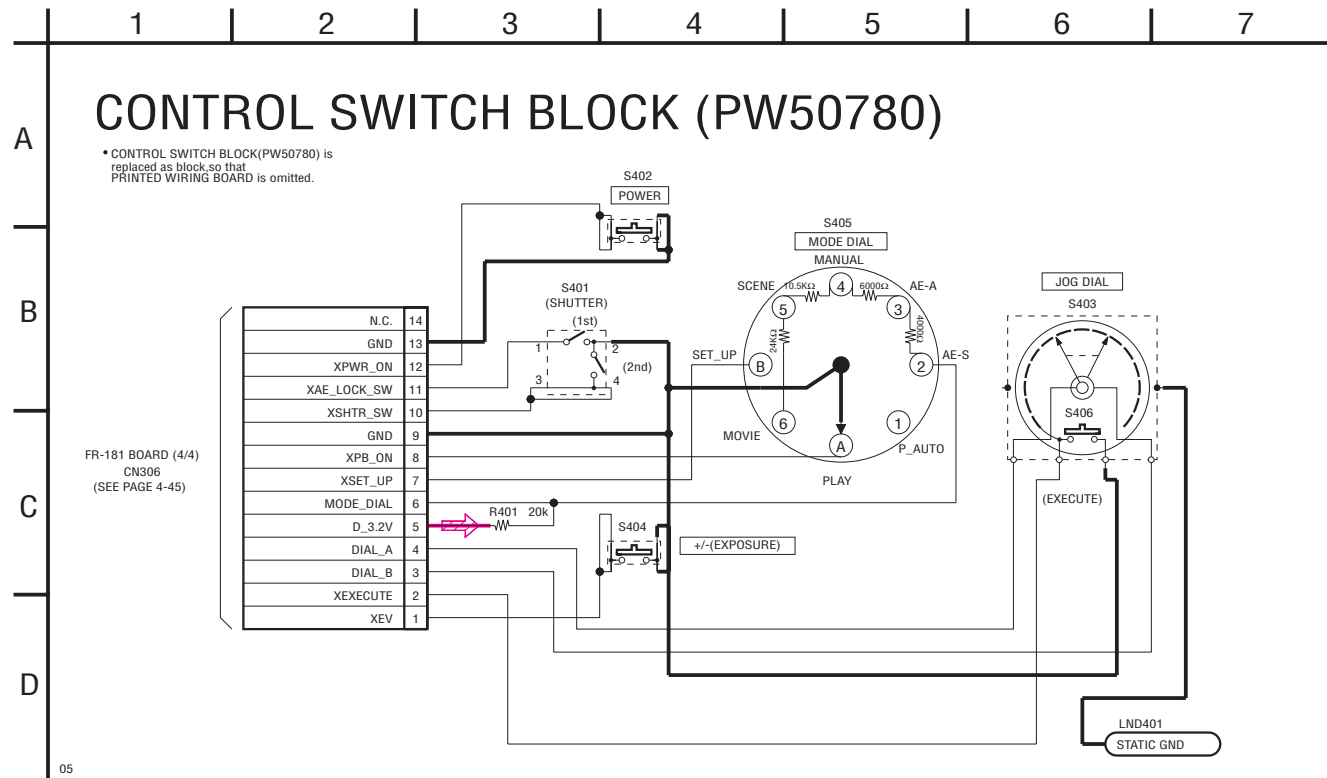 1 2 3 4 5 6 7
A
B
C
D
CONTROL SWITCH BLOCK (PW50780)
• CONTROL SWITCH BLOCK(PW50780) is
replaced as block,so that
PRINTED WIRING BOARD is omitted.
S402
POWER
S401
(SHUTTER)
(1st)
1 2
(2nd)
3 4
S405
MODE DIAL
MANUAL
SCENE 10.5KΩ 4 6000Ω AE-A
5 3
24KΩ 4000Ω
SET_UP B 2 AE-S
6 1
MOVIE A P_AUTO
PLAY
JOG DIAL
S403
S406
(EXECUTE)
FR-181 BOARD (4/4)
CN306
(SEE PAGE 4-45)
N.C. 14
GND 13
XPWR_ON 12
XAE_LOCK_SW 11
XSHTR_SW 10
GND 9
XPB_ON 8
XSET_UP 7
MODE_DIAL 6
D_3.2V 5
DIAL_A 4
DIAL_B 3
XEXECUTE 2
XEV 1
R401 20k
S404
+/-(EXPOSURE)
LND401
STATIC GND
05